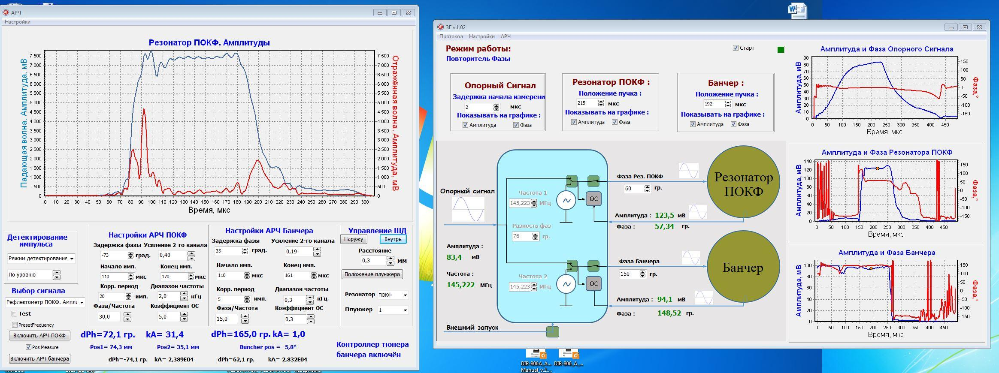 АРЧ
Настройки
Резонатор ПОКФ. Амплитуды
Падающая волна. Амплитуда, мВ
7 500
7 000
6 500
6 000
5 500
5 000
4 500
4 000
3 500
3 000
2 500
2 000
1 500
1 000
500
0
7 500
7 000
6 500
6 000
5 500
5 000
4 500
4 000
3 500
3 000
2 500
2 000
1 500
1 000
500
0
Отражённая волна. Амплитуда, мВ
0 10 20 30 40 50 60 70 80 90 100 110 120 130 140 150 160 170 180 190 200 210 220 230 240 250 260 270 280 290 300
Время, мкс
Детектирование
импульса
Режим детектирования
По уровню
Выбор сигнала
Рефлектометр ПОКФ. Ампли
Test
PresetFrequency
Включить АРЧ ПОКФ
Pos Measure
Включить АРЧ банчера
Настройки АРЧ ПОКФ
Задержка фазы Усиление 2-го канала
-73 град. 0,40
Начало имп. Конец имп.
110 мкс 170 мкс
Корр. период Диапазон частоты
20 имп. 2,0 кГц
Фаза/Частота Коэффициент ОС
30,0 5,0
Настройки АРЧ Банчера
Задержка фазы Усиление 2-го канала
33 град. 0,19
Начало имп. Конец имп.
110 мкс 161 мкс
Корр. период Диапазон частоты
5 имп. 0,3 кГц
Фаза/Частота Коэффициент ОС
15,0 0,3
Управление ШД
Наружу Внутрь
Расстояние
0,3 мм
Положение плунжера
Резонатор ПОКФ
Плунжер 1
dPh=72,1 гр. kA= 31,4
Pos1= 74,3 мм Pos2= 35,1 мм
dPh=-74,1 гр. kA= 2,389E04
dPh=165,0 гр. kA= 1,0
Buncher pos = -5,8°
dPh=62,1 гр. kA= 2,832E04
Контроллер тюнера
банчера включён
ЗГ v.1.02
Протокол Настройки АРЧ
Режим работы:
Повторитель Фазы
Старт
Опорный Сигнал
Задержка начала измерени
2 мкс
Показывать на графике :
Амплитуда Фаза
Резонатор ПОКФ :
Положение пучка :
215 мкс
Показывать на графике :
Амплитуда Фаза
Банчер :
Положение пучка :
192 мкс
Показывать на графике :
Амплитуда Фаза
Опорный сигнал
Амплитуда :
83,4 мВ
Частота :
145,222 МГц
Внешний запуск
Частота 1
145,223 МГц
ОС
Разность фаз
76 гр.
Частота 2
145,223 МГц
ОС
Фаза Рез. ПОКФ
60 гр.
Амплитуда : 123,5 мВ
Фаза : 57,34 гр.
Резонатор
ПОКФ
Фаза Банчера
150 гр.
Амплитуда : 94,1 мВ
Фаза : 148,52 гр.
Банчер
Амплитуда и Фаза Опорного Сигнала
Амплитуда, мВ
90
80
70
60
50
40
30
20
10
0
150
100
50
0
-50
-100
-150
Фаза,°
0 50 100 150 200 250 300 350 400 450
Время, мкс
Амплитуда и Фаза Резонатора ПОКФ
Амплитуда, мВ
140
120
100
80
60
40
20
0
150
100
50
0
-50
-100
-150
Фаза,°
0 50 100 150 200 250 300 350 400 450
Время, мкс
Амплитуда и Фаза Банчера
Амплитуда, мВ
100
80
60
40
20
0
150
100
50
0
-50
-100
-150
Фаза,°
0 50 100 150 200 250 300 350 400 450
Время, мкс
DIR-806A_A... DIR-806_A_...
Manual_v.2....